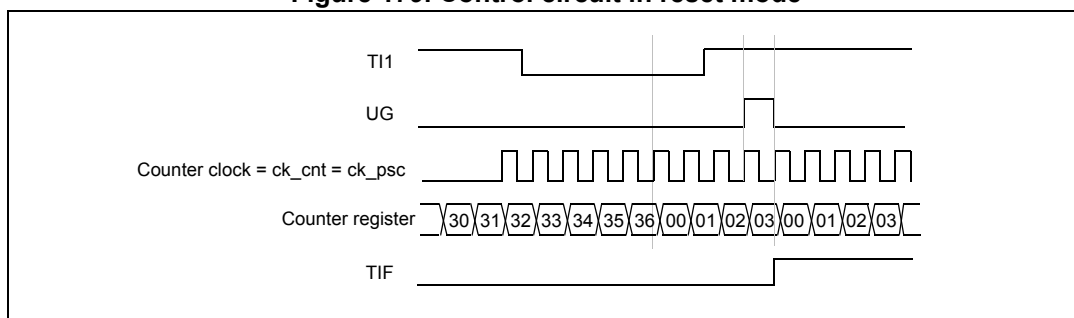 Figure 179. Control circuit in reset mode
TI1
UG
Counter clock = ck_cnt = ck_psc
Counter register 30 31 32 33 34 35 36 00 01 02 03 00 01 02 03
TIF